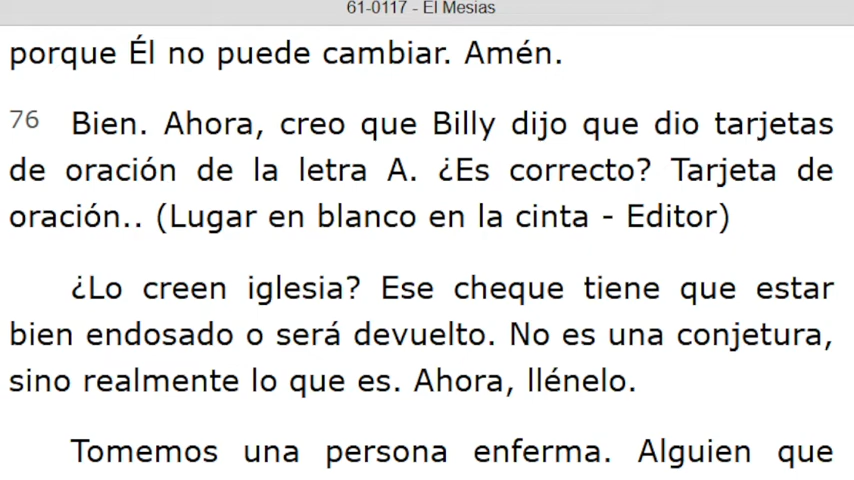 61-0117 - El Mesias
porque Él no puede cambiar. Amén.
76 Bien. Ahora, creo que Billy dijo que dio tarjetas
de oración de la letra A. ¿Es correcto? Tarjeta de
oración.. (Lugar en blanco en la cinta - Editor)
¿Lo creen iglesia? Ese cheque tiene que estar
bien endosado o será devuelto. No es una conjetura,
sino realmente lo que es. Ahora, llénelo.
Tomemos una persona enferma. Alguien que